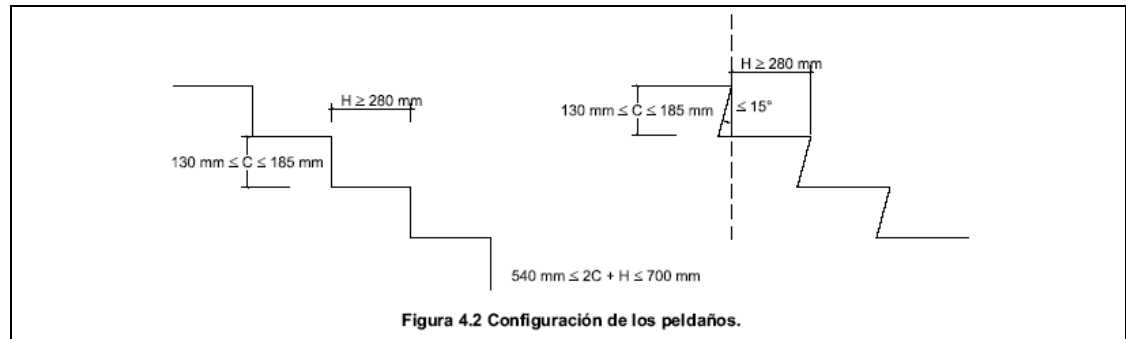 H ≥ 280 mm
130 mm ≤ C ≤ 185 mm
540 mm ≤ 2C + H ≤ 700 mm
H ≥ 280 mm
130 mm ≤ C ≤ 185 mm
≤ 15°
Figura 4.2 Configuración de los peldaños.